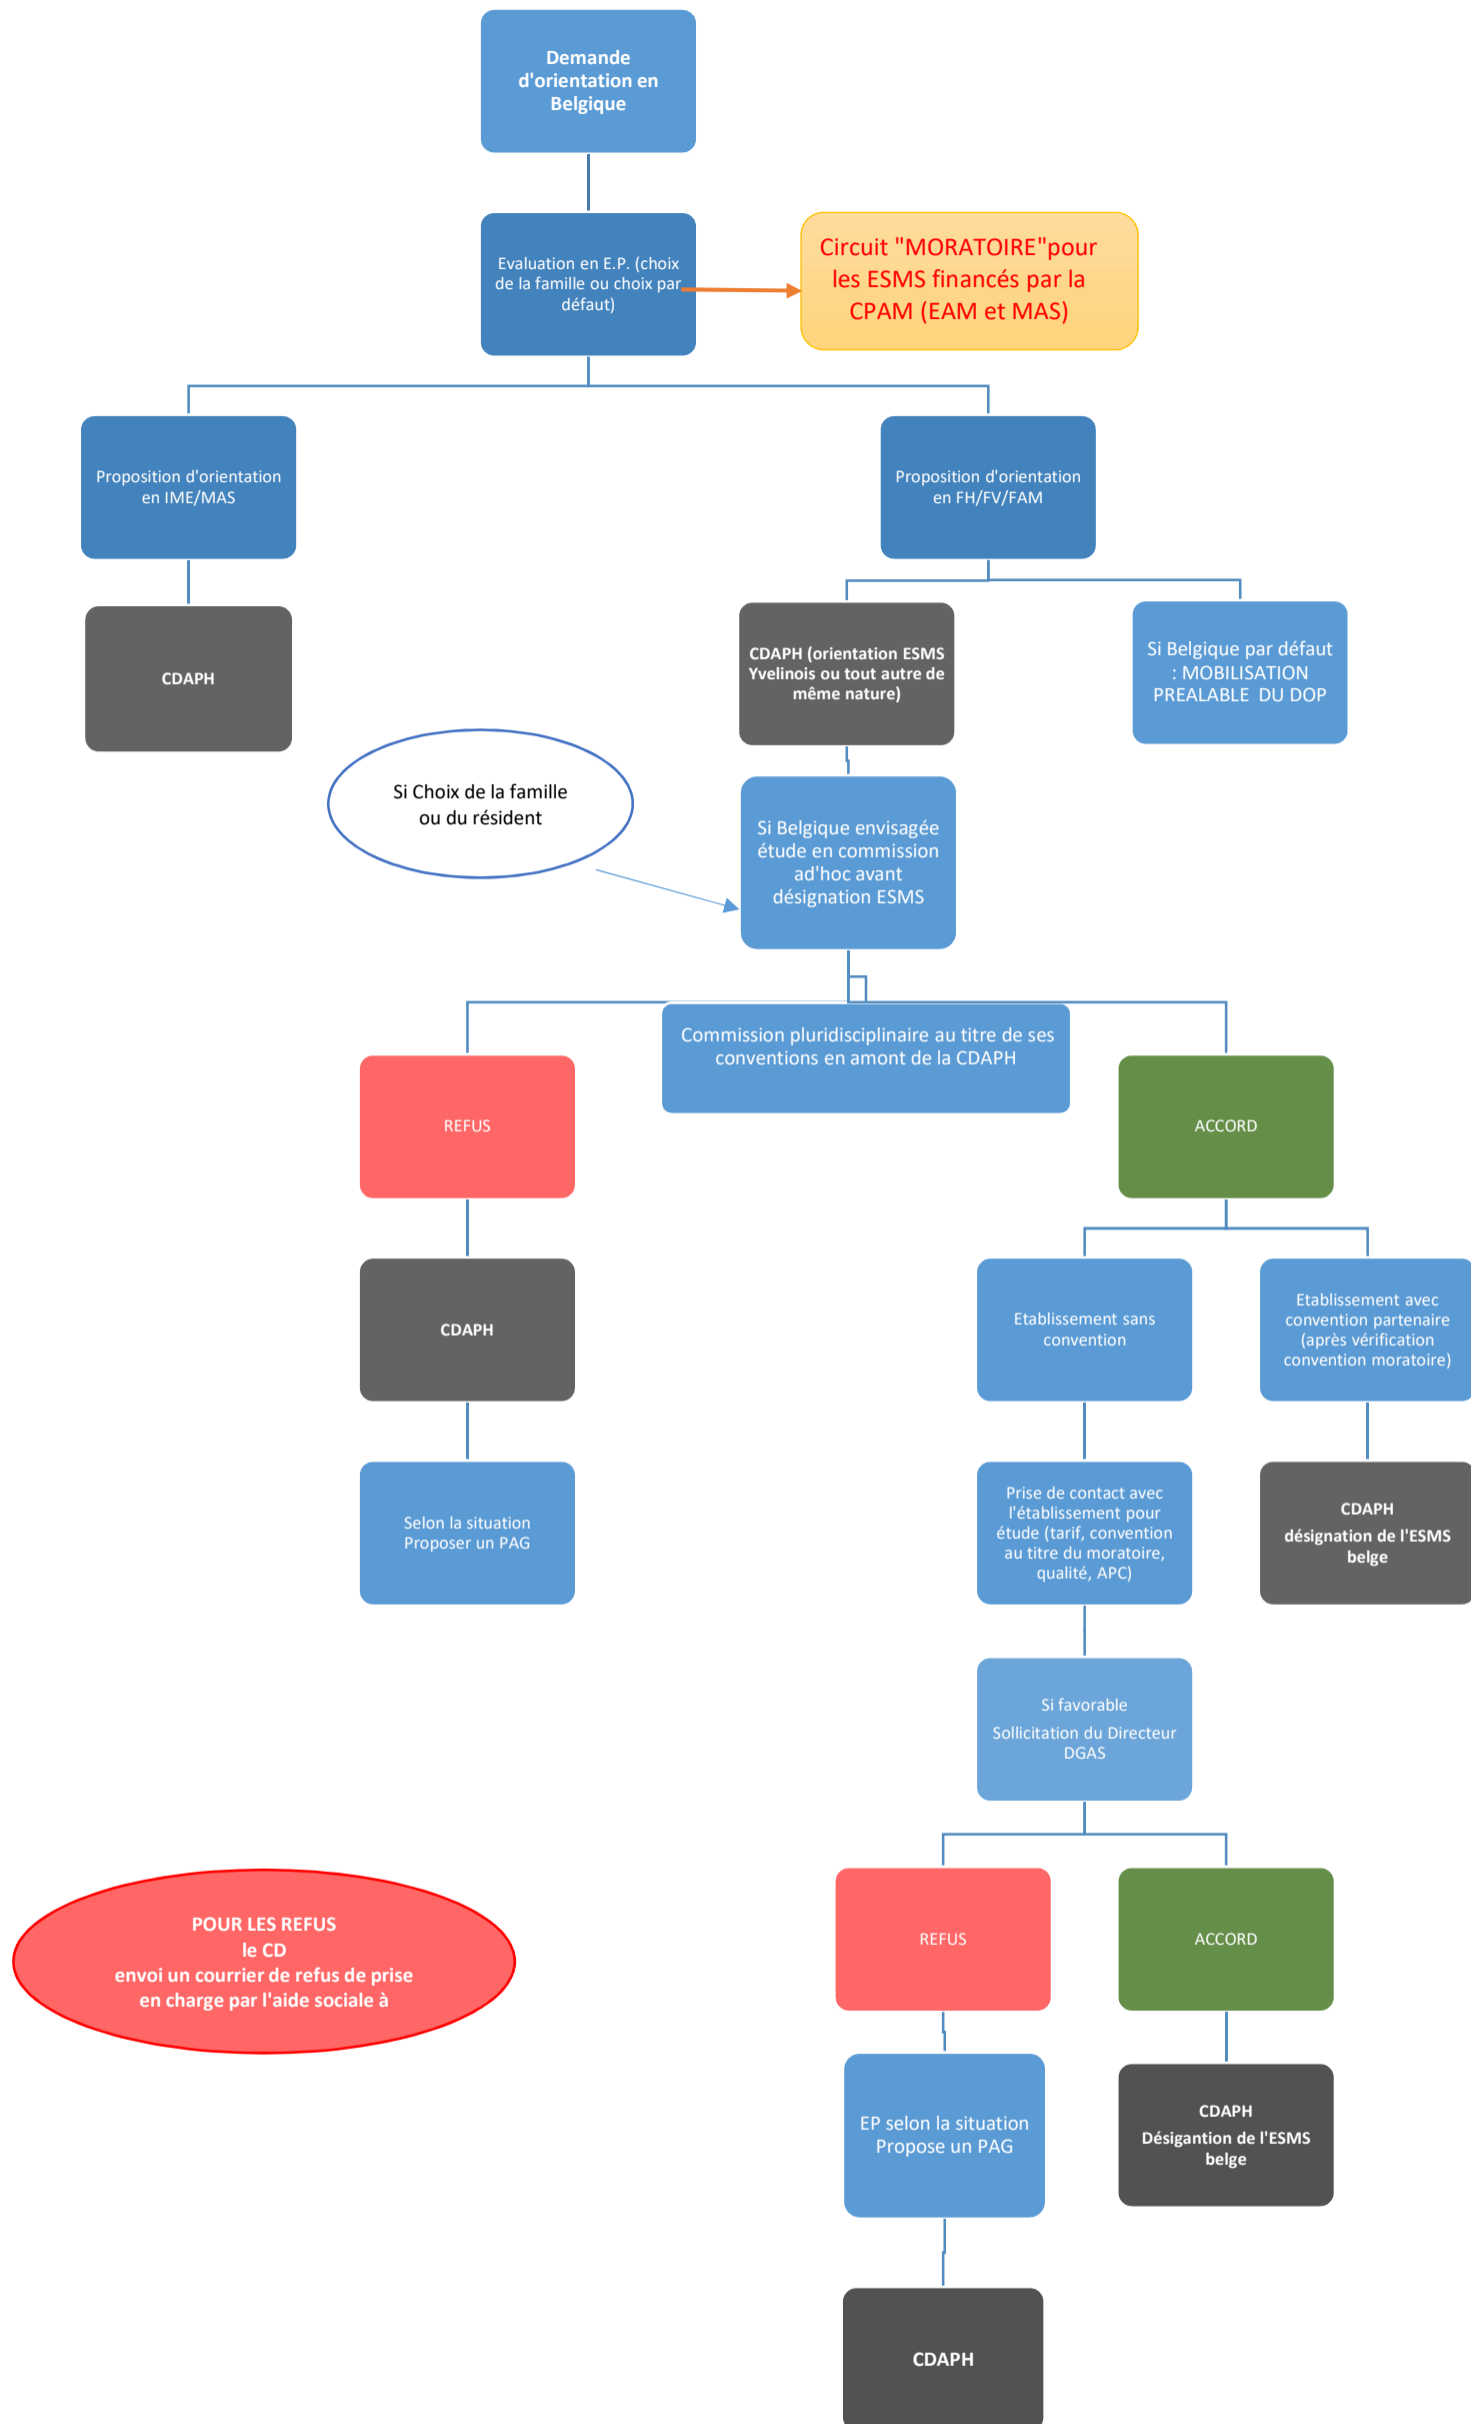 Demande
d'orientation en
Belgique
Evaluation en E.P. (choix
de la famille ou choix par
défaut)
Circuit "MORATOIRE"pour
les ESMS financés par la
CPAM (EAM et MAS)
Proposition d'orientation
en IME/MAS
Proposition d'orientation
en FH/FV/FAM
CDAPH
CDAPH (orientation ESMS
Yvelinois ou tout autre de
même nature)
Si Belgique par défaut
: MOBILISATION
PREALABLE DU DOP
Si Choix de la famille
ou du résident
Si Belgique envisagée
étude en commission
ad'hoc avant
désignation ESMS
Commission pluridisciplinaire au titre de ses
conventions en amont de la CDAPH
REFUS
ACCORD
CDAPH
Etablissement sans
convention
Etablissement avec
convention partenaire
(après vérification
convention moratoire)
Selon la situation
Proposer un PAG
Prise de contact avec
l'établissement pour
étude (tarif, convention
au titre du moratoire,
qualité, APC)
CDAPH
désignation de l'ESMS
belge
Si favorable
Sollicitation du Directeur
DGAS
POUR LES REFUS
le CD
envoi un courrier de refus de prise
en charge par l'aide sociale à
REFUS
ACCORD
EP selon la situation
Propose un PAG
CDAPH
Désigantion de l'ESMS
belge
CDAPH